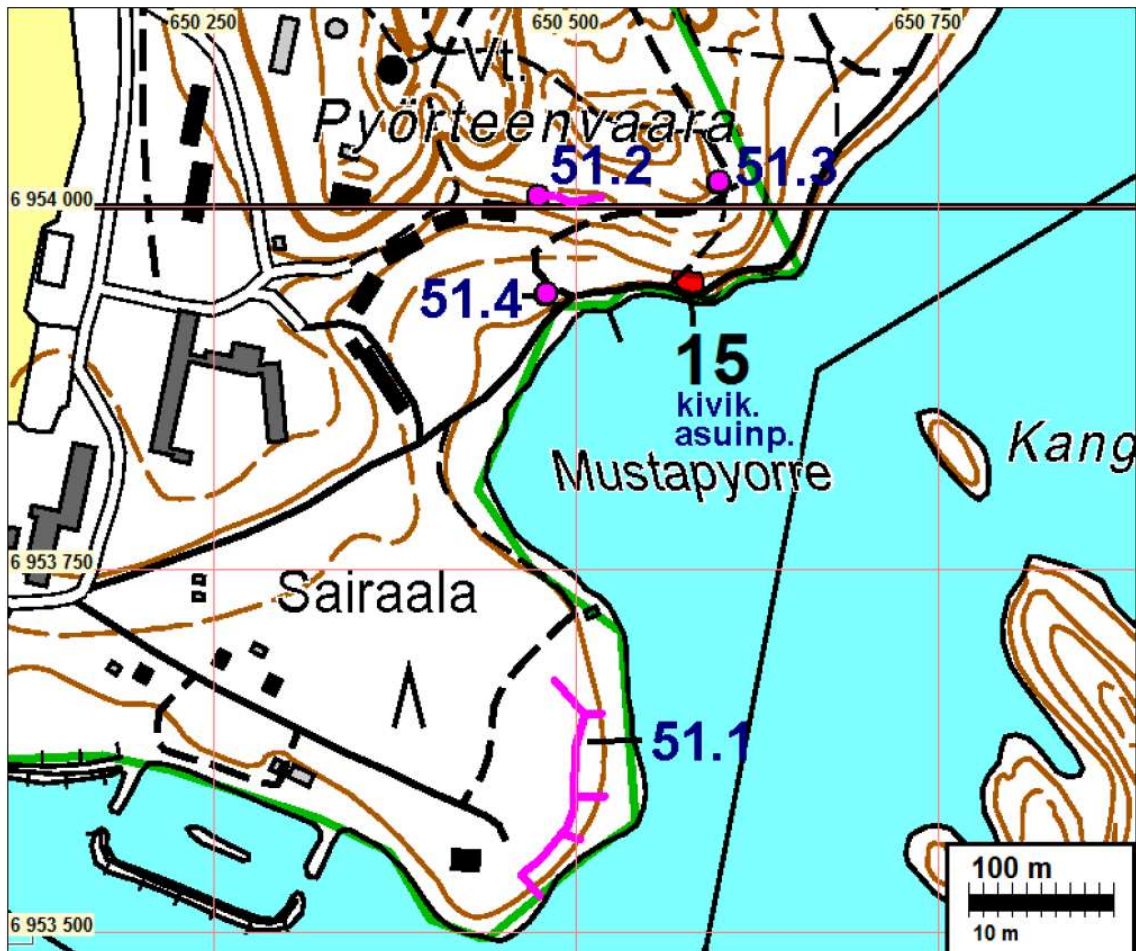 650 250
650 500
650 750
Vt.
Pyörteenvaara
51.2
51.3
6 954 000
51.4
15
kivik.
asuinp.
Kang
Mustapyorre
6 953 750
Sairaala
51.1
100 m
10 m
6 953 500